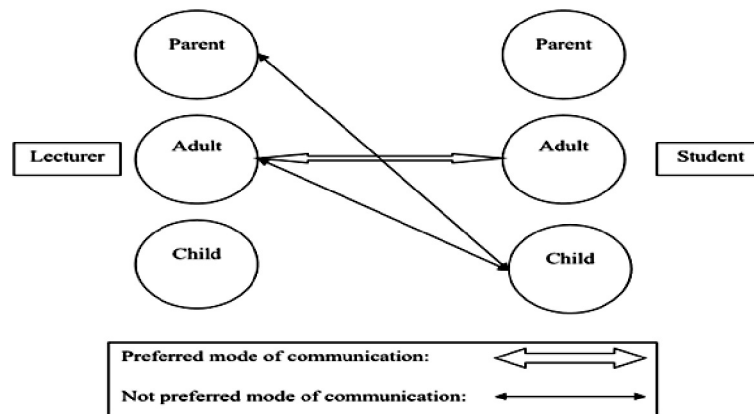 Parent
Parent
Lecturer
Adult
Adult
Student
Child
Child
Preferred mode of communication:
Not preferred mode of communication: